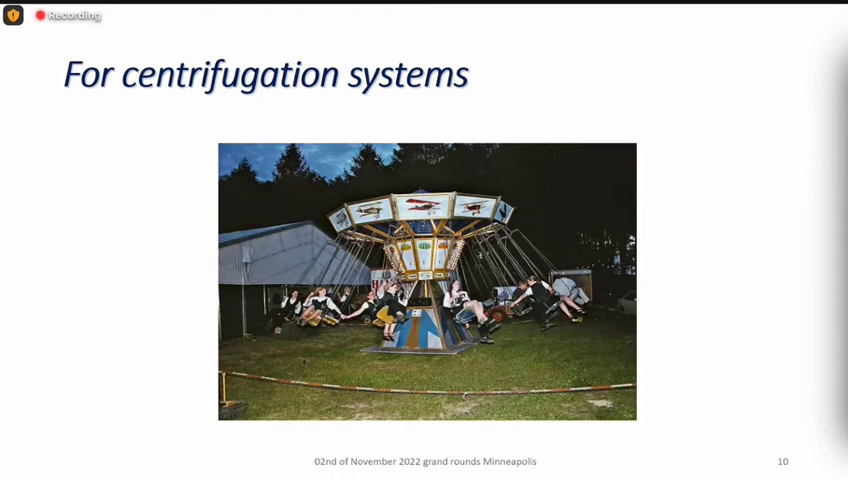 Recording
For centrifugation systems
02nd of November 2022 grand rounds Minneapolis
10